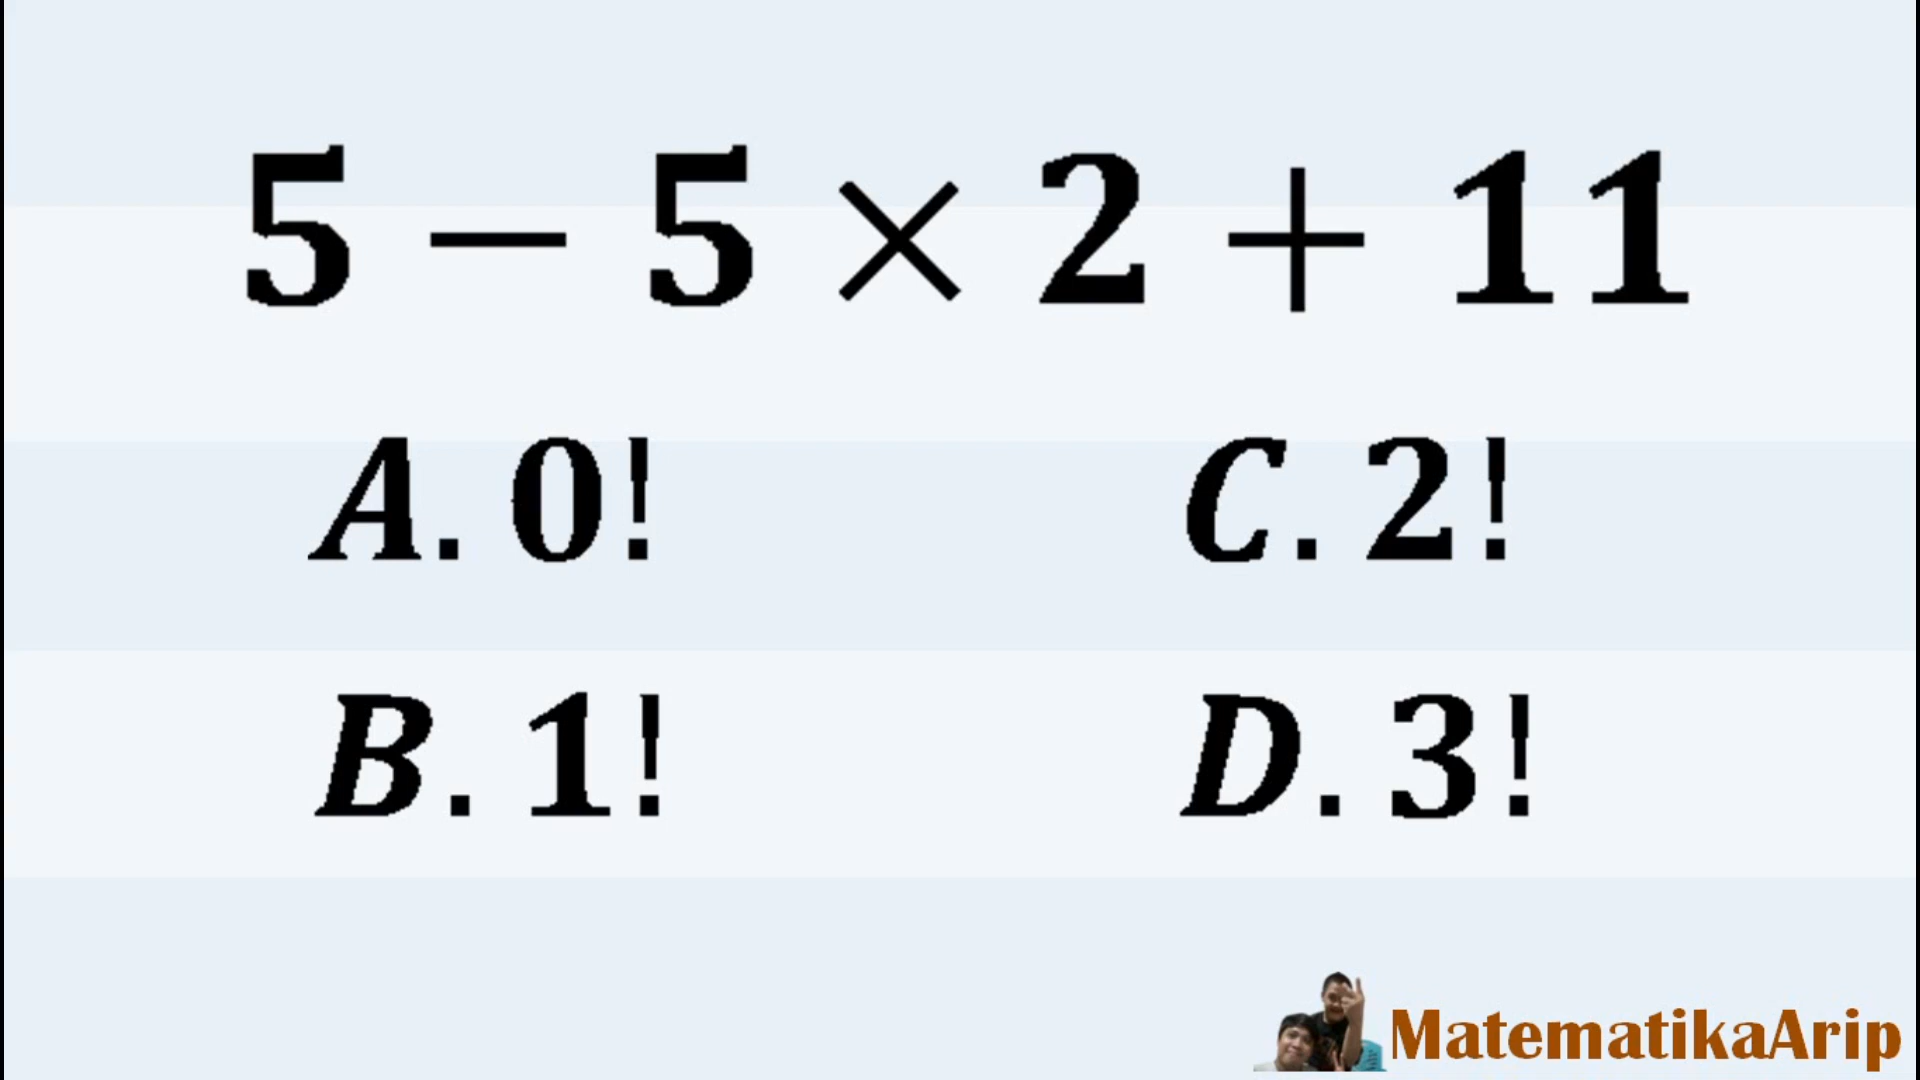 5 − 5 × 2 + 11
A. 0! C. 2!
B. 1! D. 3!
MatematikaArip